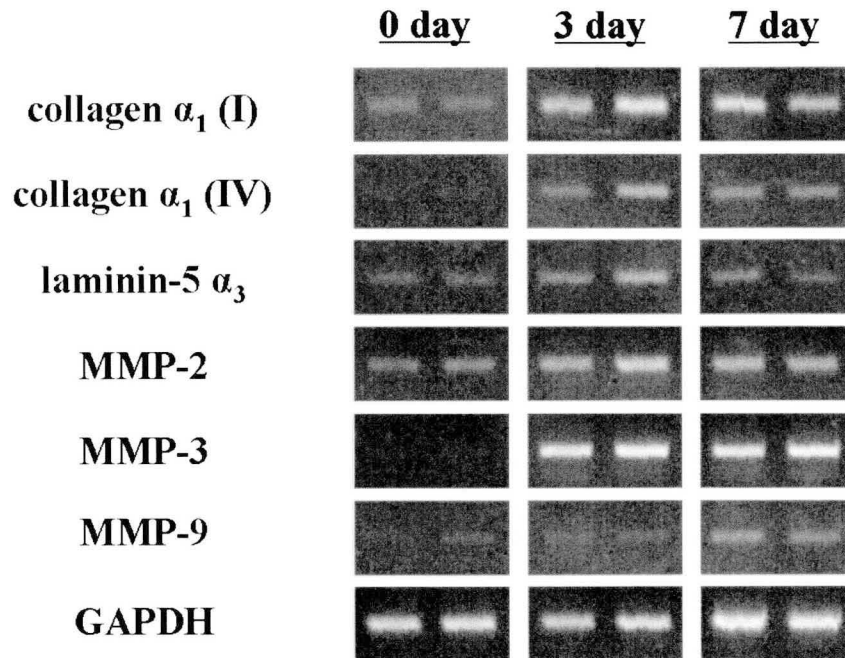 0 day 3 day 7 day
collagen α₁ (I)
collagen α₁ (IV)
laminin-5 α₃
MMP-2
MMP-3
MMP-9
GAPDH